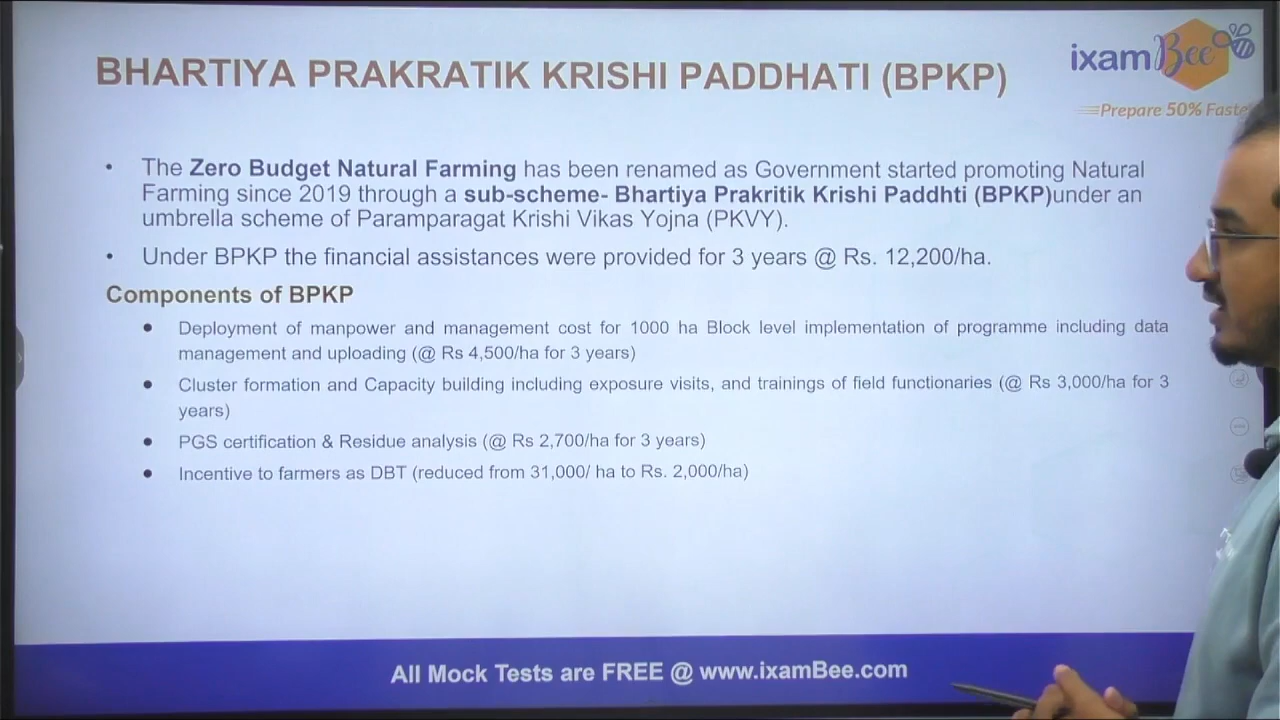 BHARTIYA PRAKRATIK KRISHI PADDHATI (BPKP)
ixamBee
Prepare 50% Faste
• The Zero Budget Natural Farming has been renamed as Government started promoting Natural
Farming since 2019 through a sub-scheme- Bhartiya Prakritik Krishi Paddhti (BPKP)under an
umbrella scheme of Paramparagat Krishi Vikas Yojna (PKVY).
• Under BPKP the financial assistances were provided for 3 years @ Rs. 12,200/ha.
Components of BPKP
● Deployment of manpower and management cost for 1000 ha Block level implementation of programme including data
management and uploading (@ Rs 4,500/ha for 3 years)
● Cluster formation and Capacity building including exposure visits, and trainings of field functionaries (@ Rs 3,000/ha for 3
years)
● PGS certification & Residue analysis (@ Rs 2,700/ha for 3 years)
● Incentive to farmers as DBT (reduced from 31,000/ ha to Rs. 2,000/ha)
All Mock Tests are FREE @ www.ixamBee.com